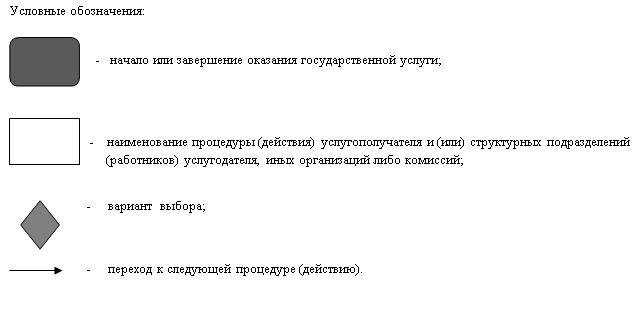 Условные обозначения:
- начало или завершение оказания государственной услуги;
- наименование процедуры (действия) услугополучателя и (или) структурных подразделений
(работников) услугодателя, иных организаций либо комиссий;
- вариант выбора;
- переход к следующей процедуре (действию).